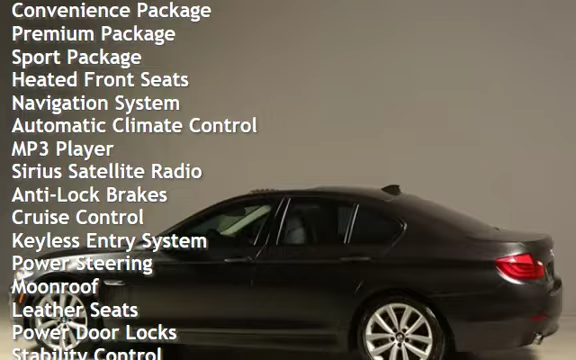 Convenience Package
Premium Package
Sport Package
Heated Front Seats
Navigation System
Automatic Climate Control
MP3 Player
Sirius Satellite Radio
Anti-Lock Brakes
Cruise Control
Keyless Entry System
Power Steering
Moonroof
Leather Seats
Power Door Locks
Stability Control